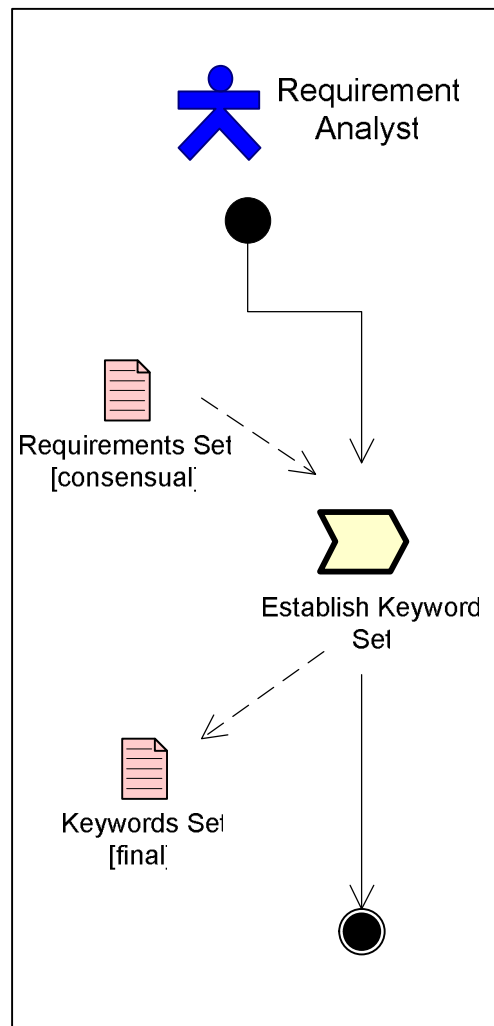 Requirement
Analyst
Requirements Set
[consensual]
Establish Keyword
Set
Keywords Set
[final]